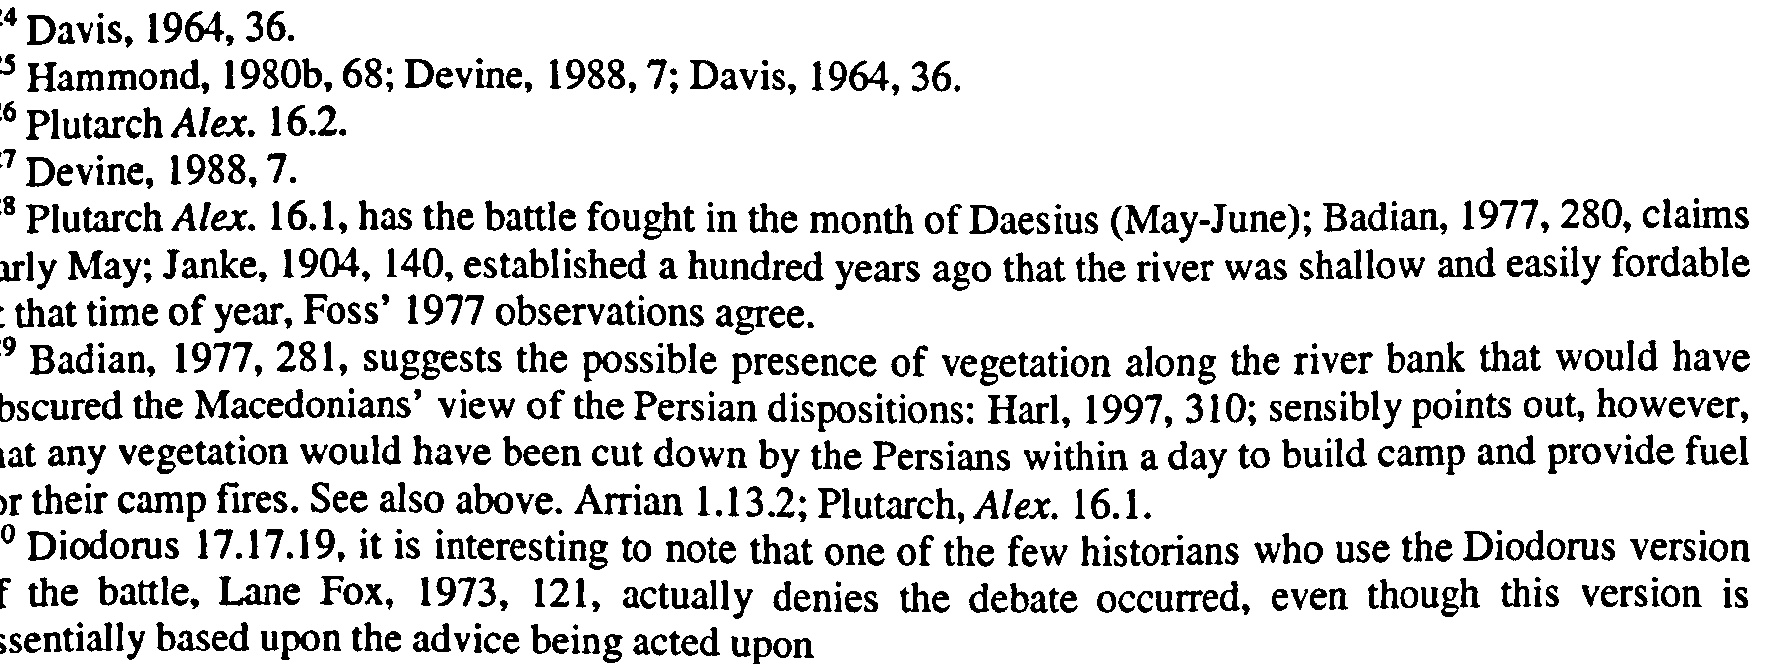 24 Davis, 1964, 36.
25 Hammond, 1980b, 68; Devine, 1988, 7; Davis, 1964, 36.
26 Plutarch Alex. 16.2.
27 Devine, 1988, 7.
28 Plutarch Alex. 16.1, has the battle fought in the month of Daesius (May-June); Badian, 1977, 280, claims
arly May; Janke, 1904, 140, established a hundred years ago that the river was shallow and easily fordable
t that time of year, Foss’ 1977 observations agree.
29 Badian, 1977, 281, suggests the possible presence of vegetation along the river bank that would have
bscured the Macedonians’ view of the Persian dispositions: Harl, 1997, 310; sensibly points out, however,
hat any vegetation would have been cut down by the Persians within a day to build camp and provide fuel
or their camp fires. See also above. Arrian 1.13.2; Plutarch, Alex. 16.1.
0 Diodorus 17.17.19, it is interesting to note that one of the few historians who use the Diodorus version
f the battle, Lane Fox, 1973, 121, actually denies the debate occurred, even though this version is
ssentially based upon the advice being acted upon